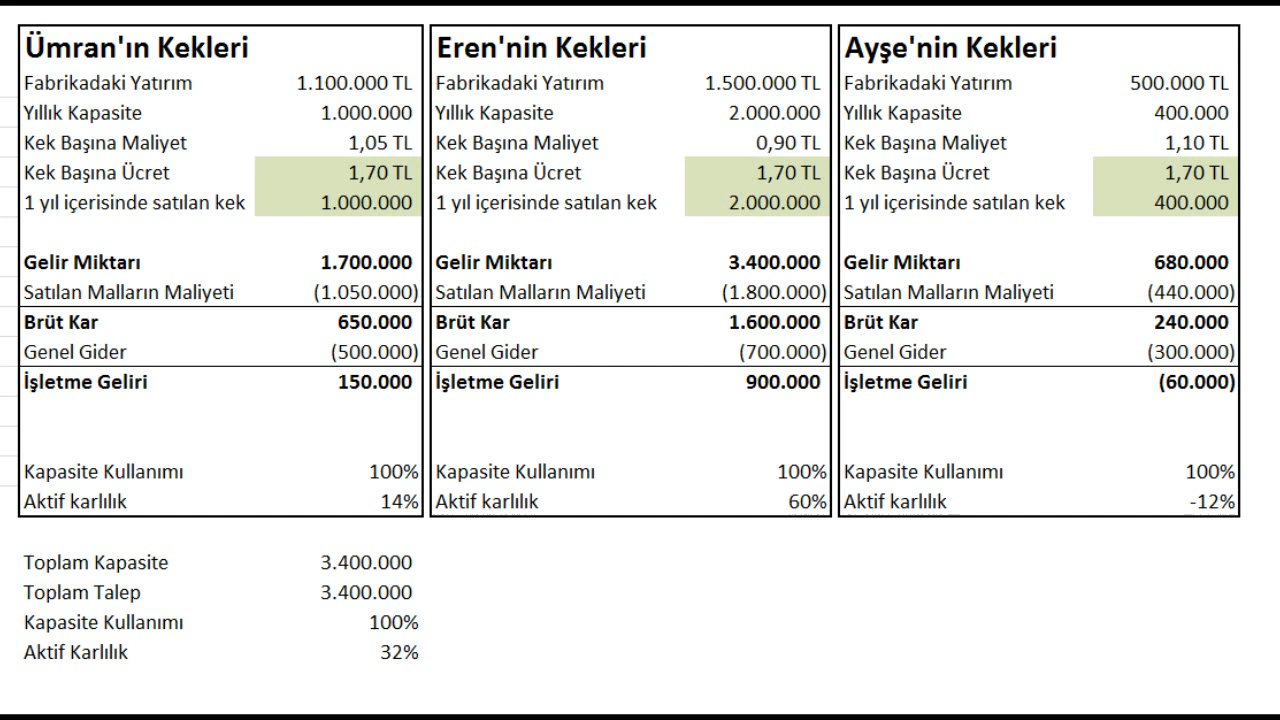 Ümran'ın Kekleri
Fabrikadaki Yatırım 1.100.000 TL
Yıllık Kapasite 1.000.000
Kek Başına Maliyet 1,05 TL
Kek Başına Ücret 1,70 TL
1 yıl içerisinde satılan kek 1.000.000
Gelir Miktarı 1.700.000
Satılan Malların Maliyeti (1.050.000)
Brüt Kar 650.000
Genel Gider (500.000)
İşletme Geliri 150.000
Kapasite Kullanımı 100%
Aktif karlılık 14%
Eren'nin Kekleri
Fabrikadaki Yatırım 1.500.000 TL
Yıllık Kapasite 2.000.000
Kek Başına Maliyet 0,90 TL
Kek Başına Ücret 1,70 TL
1 yıl içerisinde satılan kek 2.000.000
Gelir Miktarı 3.400.000
Satılan Malların Maliyeti (1.800.000)
Brüt Kar 1.600.000
Genel Gider (700.000)
İşletme Geliri 900.000
Kapasite Kullanımı 100%
Aktif karlılık 60%
Ayşe'nin Kekleri
Fabrikadaki Yatırım 500.000 TL
Yıllık Kapasite 400.000
Kek Başına Maliyet 1,10 TL
Kek Başına Ücret 1,70 TL
1 yıl içerisinde satılan kek 400.000
Gelir Miktarı 680.000
Satılan Malların Maliyeti (440.000)
Brüt Kar 240.000
Genel Gider (300.000)
İşletme Geliri (60.000)
Kapasite Kullanımı 100%
Aktif karlılık -12%
Toplam Kapasite 3.400.000
Toplam Talep 3.400.000
Kapasite Kullanımı 100%
Aktif Karlılık 32%